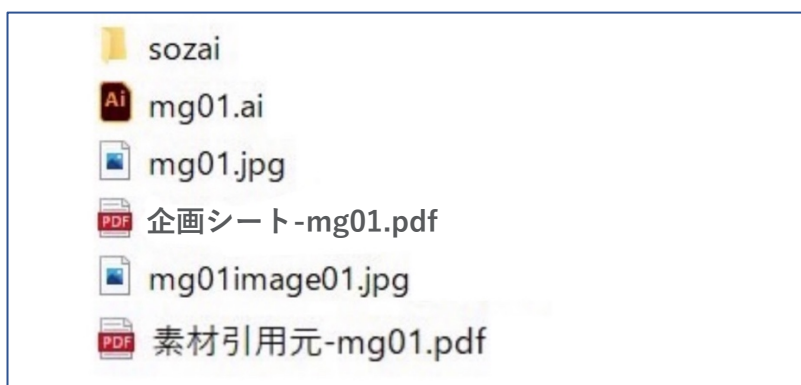 sozai
Ai mg01.ai
mg01.jpg
PDF 企画シート-mg01.pdf
mg01image01.jpg
PDF 素材引用元-mg01.pdf